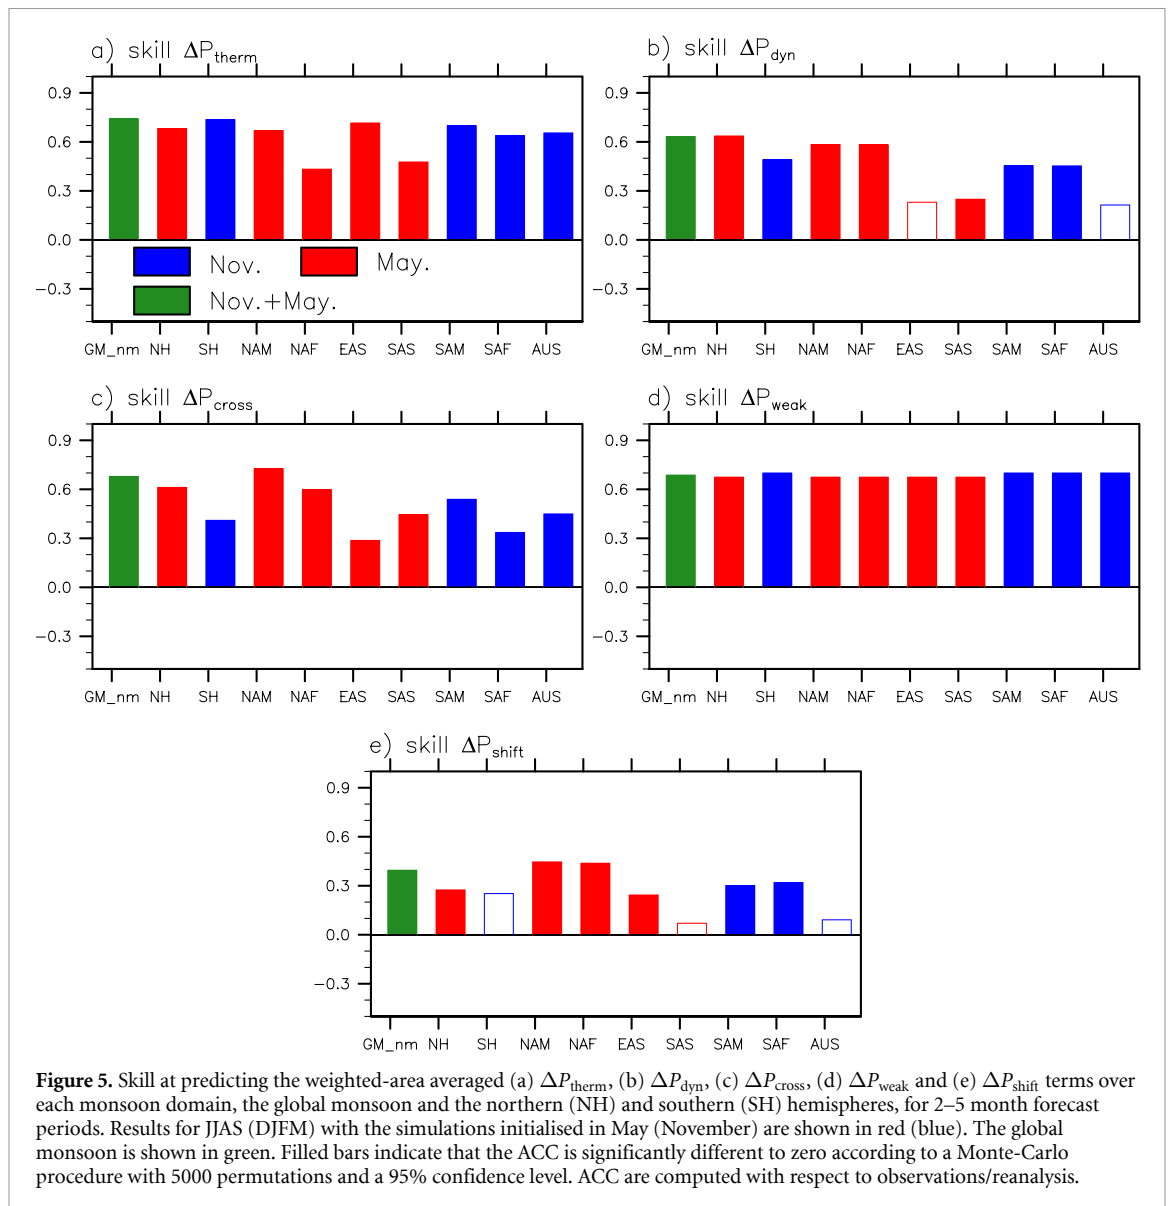 a) skill ΔPtherm
0.9
0.6
0.3
0.0
−0.3
Nov.
May.
Nov.+May.
GM_nm NH SH NAM NAF EAS SAS SAM SAF AUS
b) skill ΔPdyn
0.9
0.6
0.3
0.0
−0.3
GM_nm NH SH NAM NAF EAS SAS SAM SAF AUS
c) skill ΔPcross
0.9
0.6
0.3
0.0
−0.3
GM_nm NH SH NAM NAF EAS SAS SAM SAF AUS
d) skill ΔPweak
0.9
0.6
0.3
0.0
−0.3
GM_nm NH SH NAM NAF EAS SAS SAM SAF AUS
e) skill ΔPshift
0.9
0.6
0.3
0.0
−0.3
GM_nm NH SH NAM NAF EAS SAS SAM SAF AUS
Figure 5. Skill at predicting the weighted-area averaged (a) ΔPtherm, (b) ΔPdyn, (c) ΔPcross, (d) ΔPweak and (e) ΔPshift terms over
each monsoon domain, the global monsoon and the northern (NH) and southern (SH) hemispheres, for 2–5 month forecast
periods. Results for JJAS (DJFM) with the simulations initialised in May (November) are shown in red (blue). The global
monsoon is shown in green. Filled bars indicate that the ACC is significantly different to zero according to a Monte-Carlo
procedure with 5000 permutations and a 95% confidence level. ACC are computed with respect to observations/reanalysis.